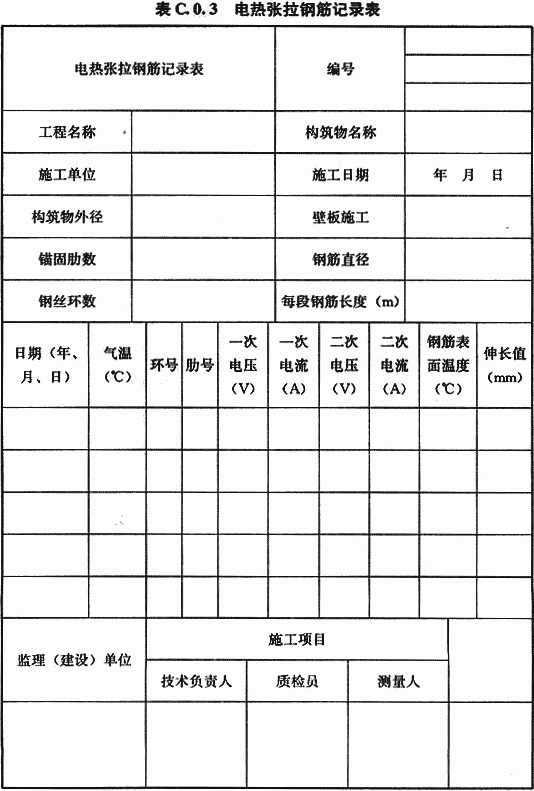 表 C.0.3 电热张拉钢筋记录表
电热张拉钢筋记录表 编号
工程名称 构筑物名称
施工单位 施工日期 年 月 日
构筑物外径 壁板施工
锚固肋数 钢筋直径
钢丝环数 每段钢筋长度（m）
日期（年、月、日） 气温（℃） 环号 肋号 一次电压（V） 一次电流（A） 二次电压（V） 二次电流（A） 钢筋表面温度（℃） 伸长值（mm）
监理（建设）单位 施工项目
技术负责人 质检员 测量人